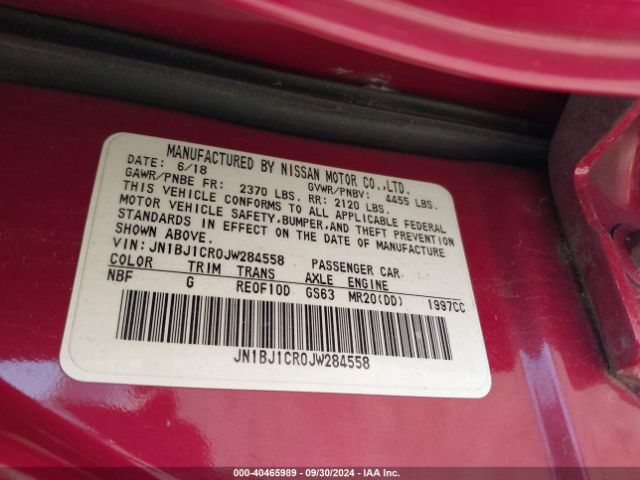 MANUFACTURED BY NISSAN MOTOR CO.,LTD.
DATE: 6/18 GVWR/PNBV: 4455 LBS.
GAWR/PNBE FR: 2370 LBS. RR: 2120 LBS.
THIS VEHICLE CONFORMS TO ALL APPLICABLE FEDERAL
MOTOR VEHICLE SAFETY,BUMPER,AND THEFT PREVENTION
STANDARDS IN EFFECT ON THE DATE OF MANUFACTURE
SHOWN ABOVE.
VIN: JN1BJ1CR0JW284558 PASSENGER CAR
COLOR TRIM TRANS AXLE ENGINE
NBF G RE0F10D GS63 MR20(DD) 1997CC
JN1BJ1CR0JW284558
000-40465989 - 09/30/2024 - IAA Inc.